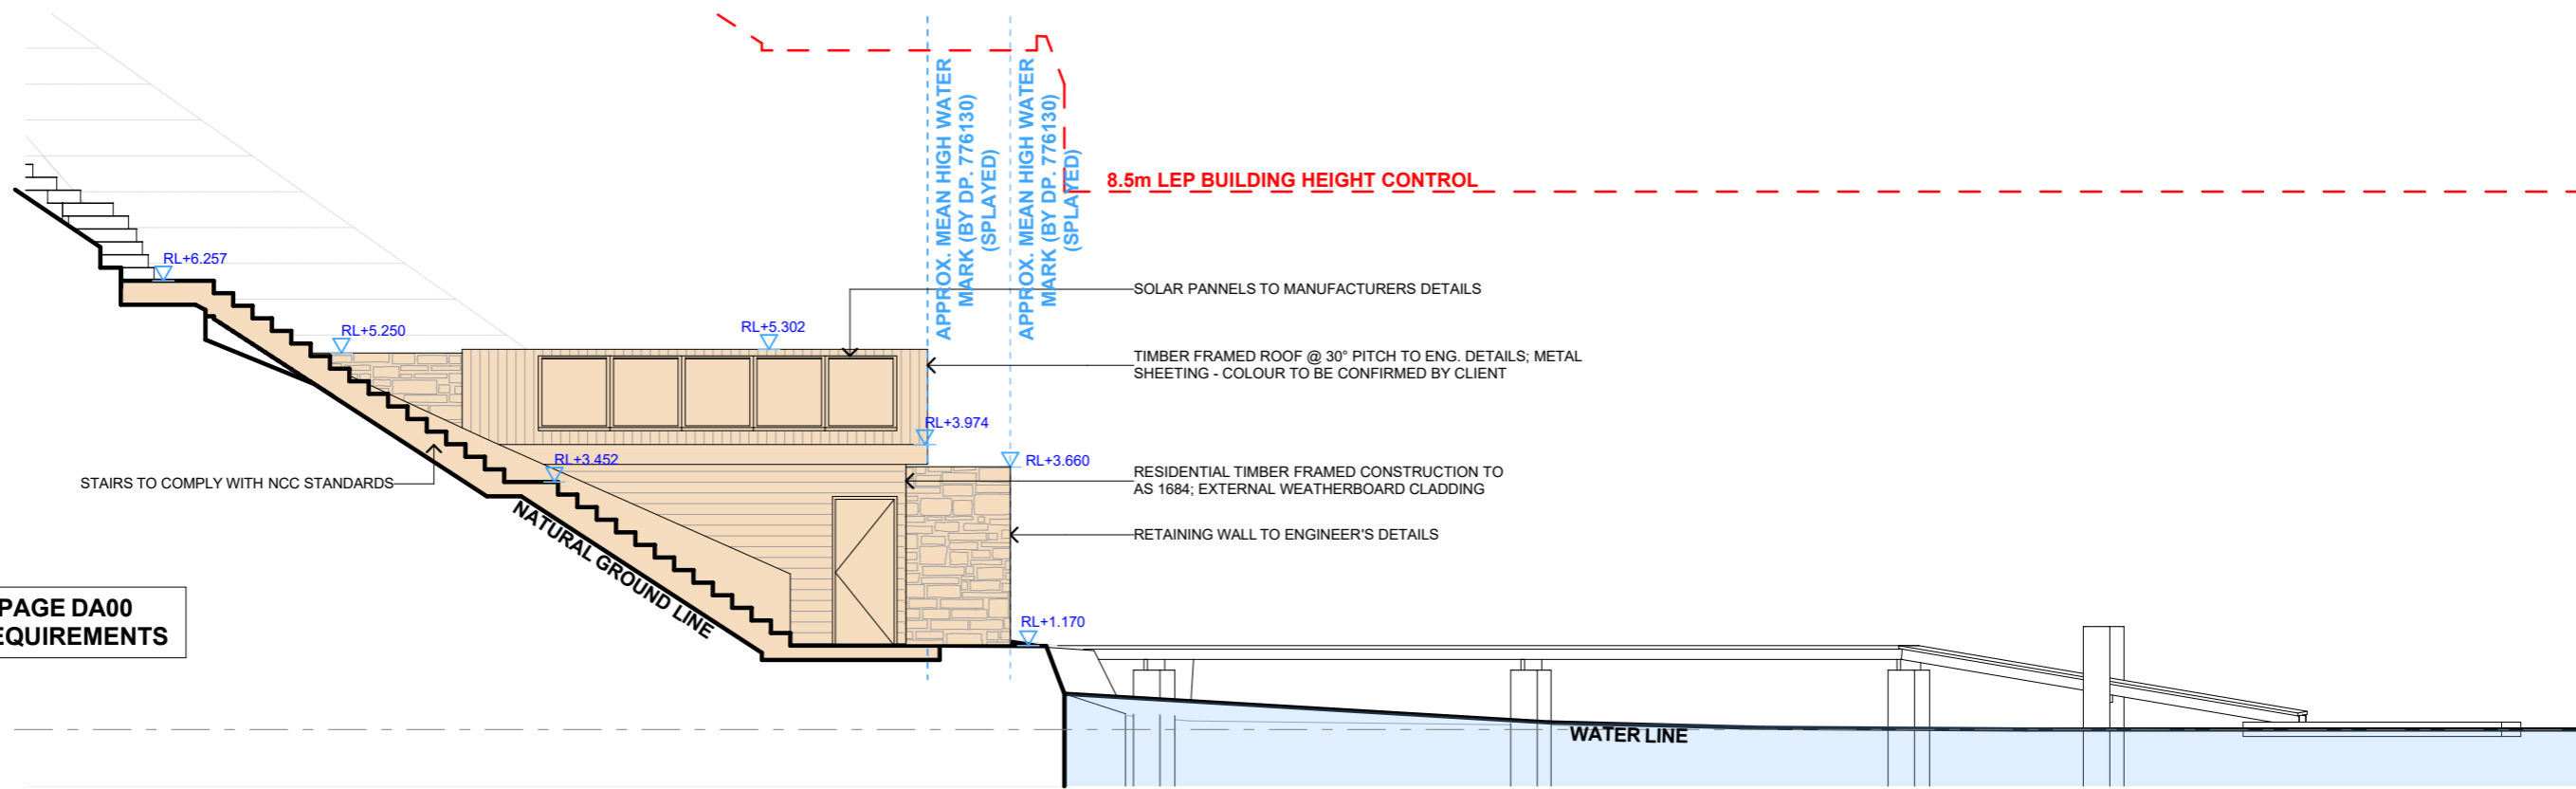 APPROX. MEAN HIGH WATER
MARK (BY DP. 776130)
(SPLAYED)
APPROX. MEAN HIGH WATER
MARK (BY DP. 776130)
(SPLAYED)
8.5m LEP BUILDING HEIGHT CONTROL
RL+6.257
SOLAR PANNELS TO MANUFACTURERS DETAILS
RL+5.250
RL+5.302
TIMBER FRAMED ROOF @ 30° PITCH TO ENG. DETAILS; METAL
SHEETING - COLOUR TO BE CONFIRMED BY CLIENT
RL+3.974
RL+3.452
RL+3.660
STAIRS TO COMPLY WITH NCC STANDARDS
RESIDENTIAL TIMBER FRAMED CONSTRUCTION TO
AS 1684; EXTERNAL WEATHERBOARD CLADDING
NATURAL GROUND LINE
RETAINING WALL TO ENGINEER'S DETAILS
PAGE DA00
EQUIREMENTS
RL+1.170
WATER LINE